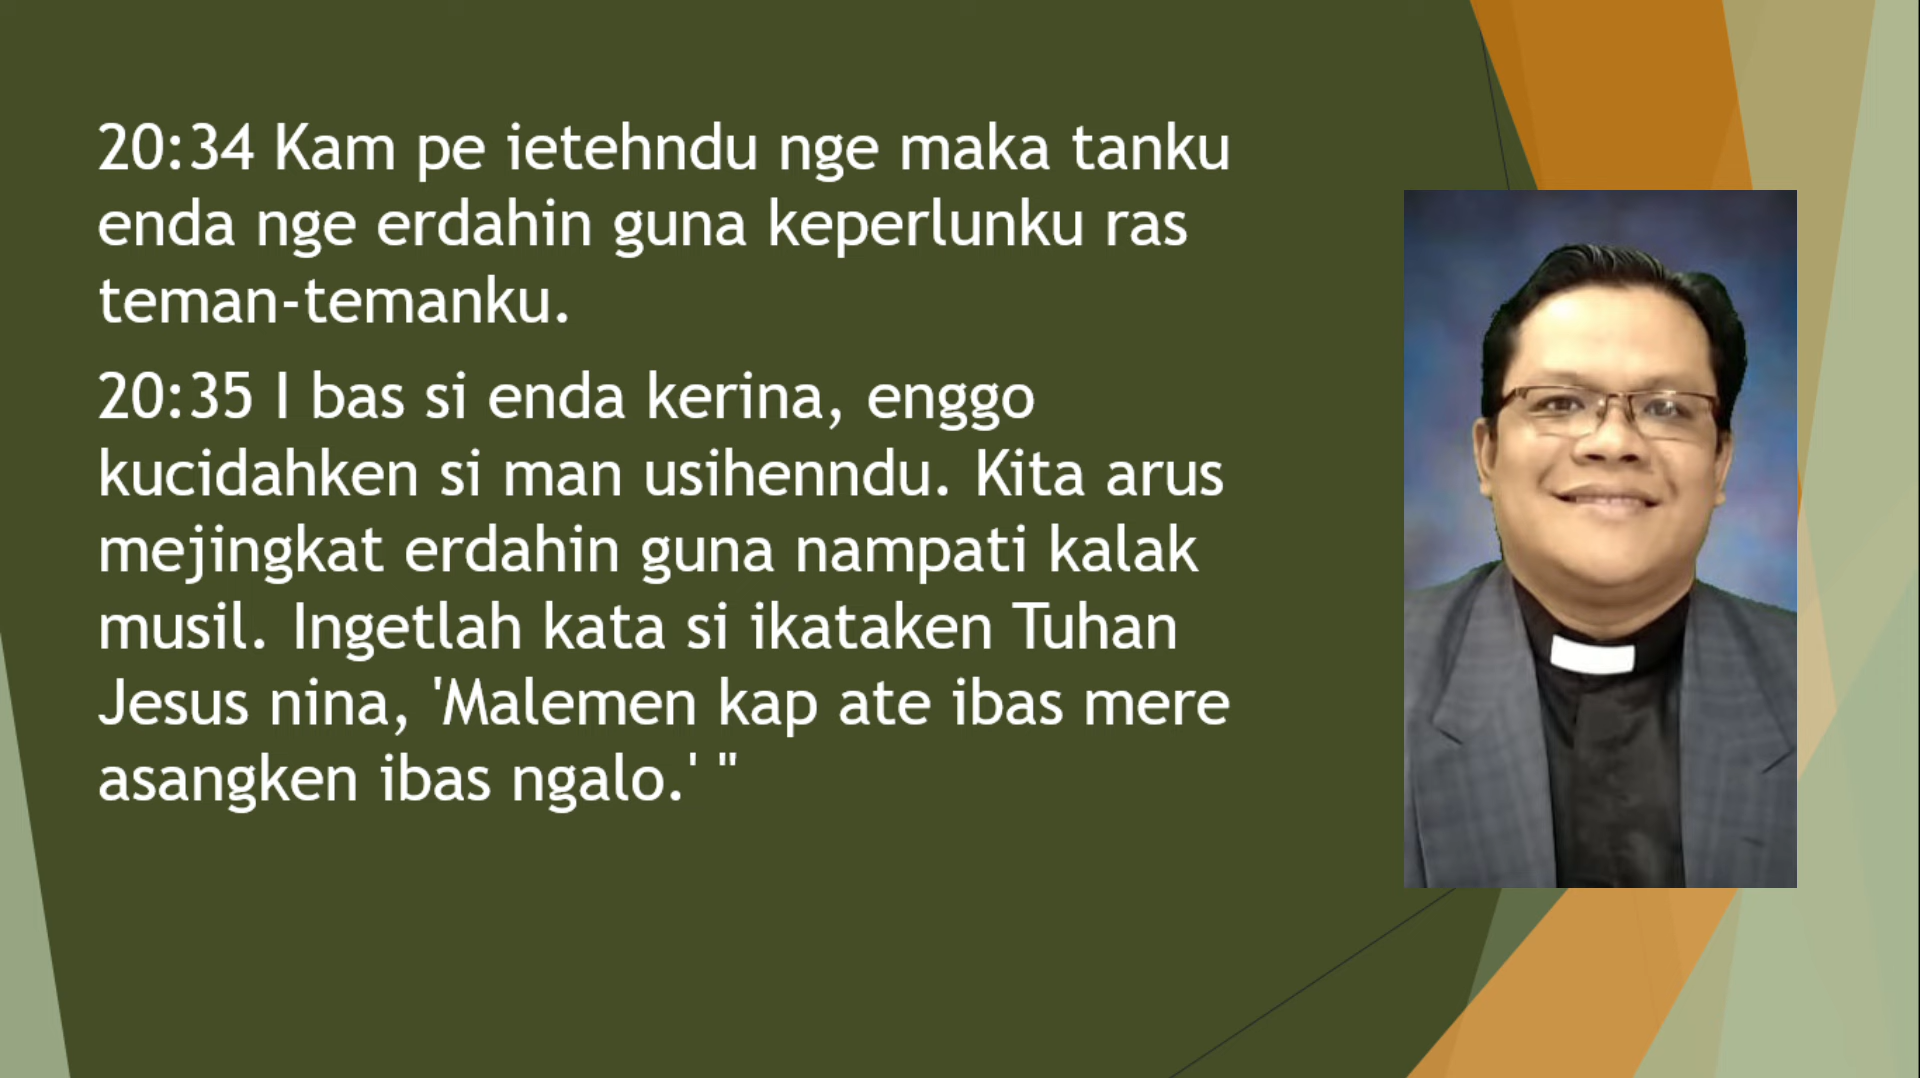 20:34 Kam pe ietehndu nge maka tanku
enda nge erdahin guna keperlunku ras
teman-temanku.
20:35 I bas si enda kerina, enggo
kucidahken si man usihenndu. Kita arus
mejingkat erdahin guna nampati kalak
musil. Ingetlah kata si ikataken Tuhan
Jesus nina, 'Malemen kap ate ibas mere
asangken ibas ngalo.' "